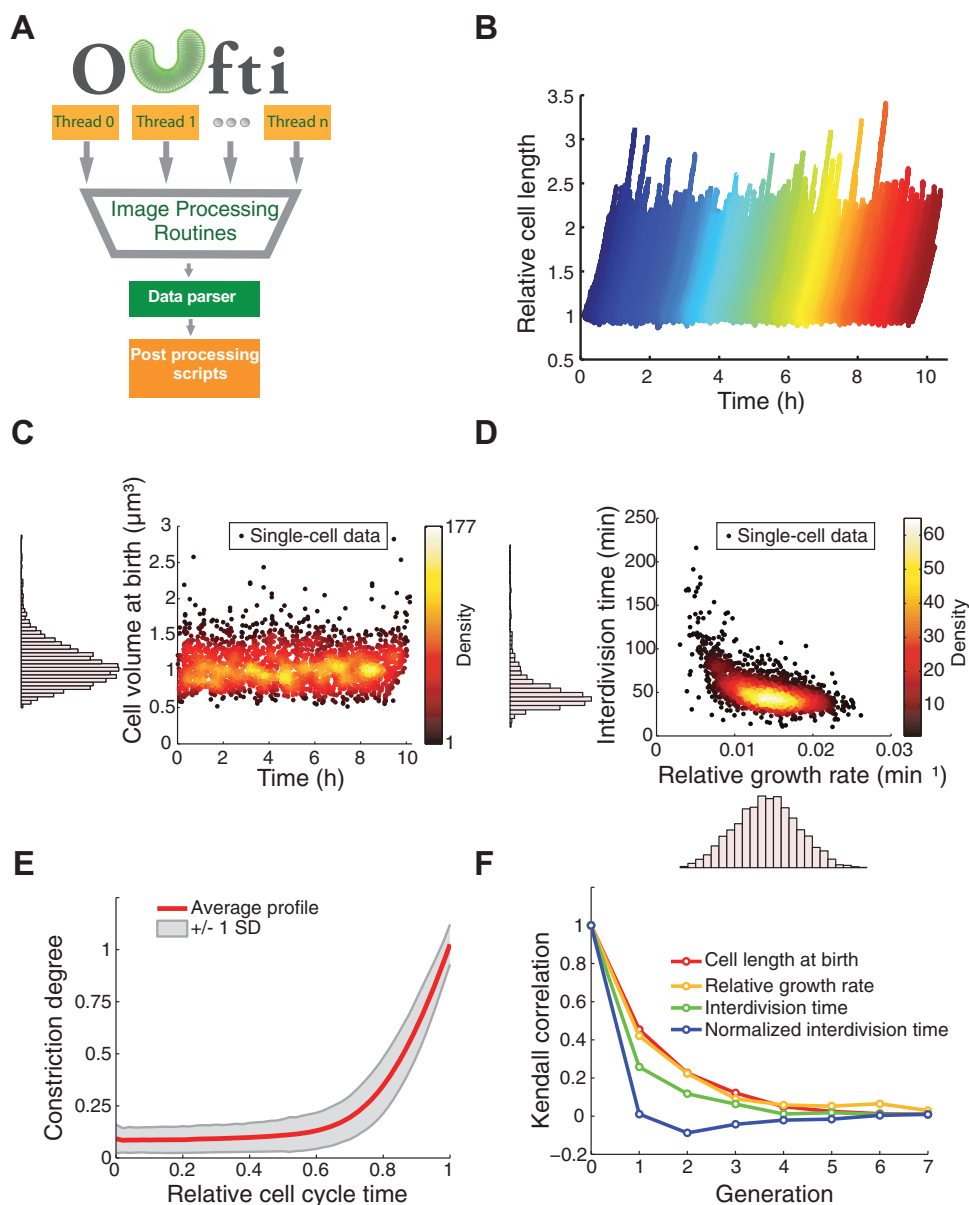 A
OUfti
Thread 0
Thread 1
Thread n
Image Processing
Routines
Data parser
Post processing
scripts
B
Relative cell length
3.5
3
2.5
2
1.5
1
0.5
0
2
4
6
8
10
Time (h)
C
Cell volume at birth (µm³)
3
2.5
2
1.5
1
0.5
0
Single-cell data
0
2
4
6
8
10
Time (h)
177
1
Density
D
Interdivision time (min)
250
200
150
100
50
0
Single-cell data
0
0.01
0.02
0.03
Relative growth rate (min ¹)
60
50
40
30
20
10
Density
E
Constriction degree
1
0.75
0.5
0.25
0
Average profile
+/- 1 SD
0
0.2
0.4
0.6
0.8
1
Relative cell cycle time
F
Kendall correlation
1
0.8
0.6
0.4
0.2
0
−0.2
Cell length at birth
Relative growth rate
Interdivision time
Normalized interdivision time
0
1
2
3
4
5
6
7
Generation